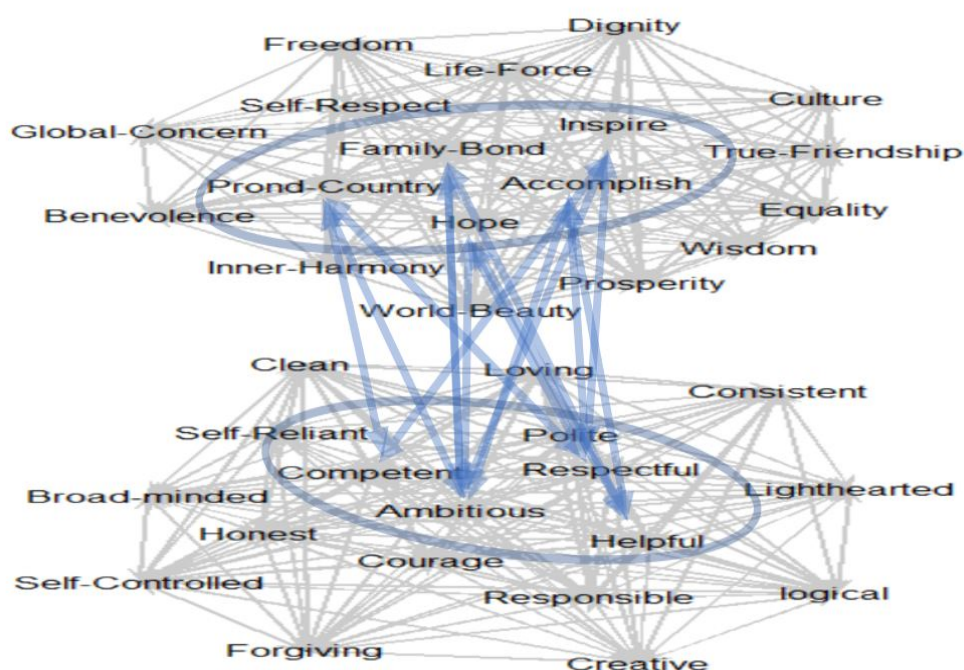 Dignity
Freedom
Life-Force
Culture
Self-Respect
Inspire
Global-Concern
Family-Bond
True-Friendship
Prond-Country
Accomplish
Benevolence
Equality
Hope
Wisdom
Inner-Harmony
Prosperity
World-Beauty
Clean
Loving
Consistent
Self-Reliant
Polite
Competent
Respectful
Broad-minded
Lighthearted
Ambitious
Honest
Helpful
Courage
Self-Controlled
Responsible
logical
Forgiving
Creative